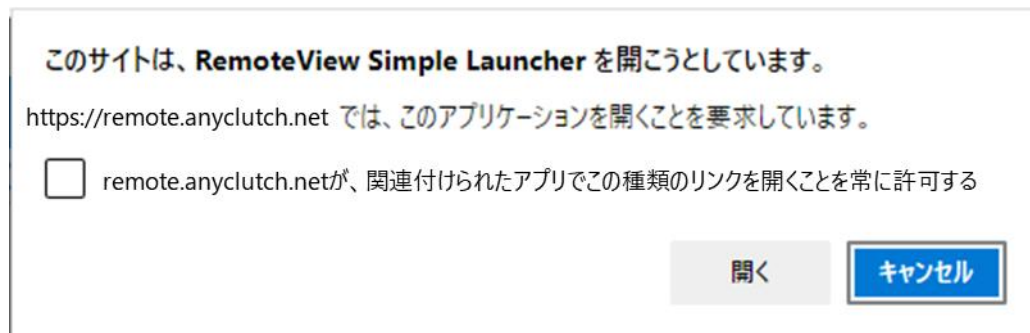 このサイトは、RemoteView Simple Launcher を開こうとしています。
https://remote.anyclutch.net では、このアプリケーションを開くことを要求しています。
remote.anyclutch.netが、関連付けられたアプリでこの種類のリンクを開くことを常に許可する
開く キャンセル